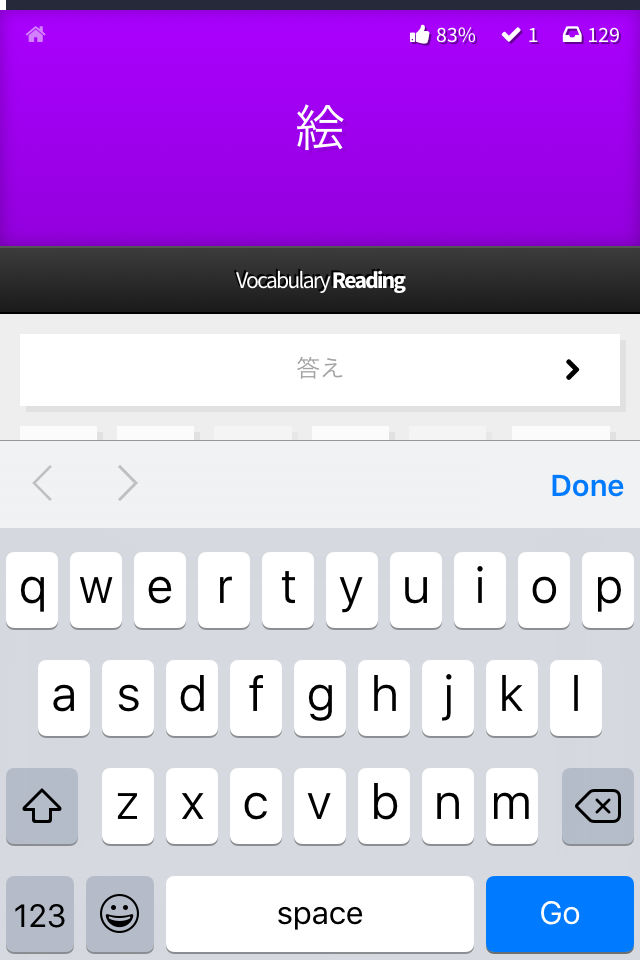 83% 1 129
絵
Vocabulary Reading
答え
Done
q w e r t y u i o p
a s d f g h j k l
z x c v b n m
123 space Go